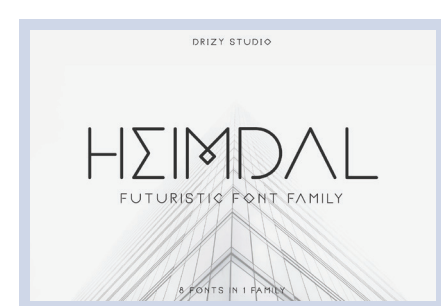 DRIZY STUDIO
HEIMDAL
FUTURISTIC FONT FAMILY
8 FONTS IN 1 FAMILY